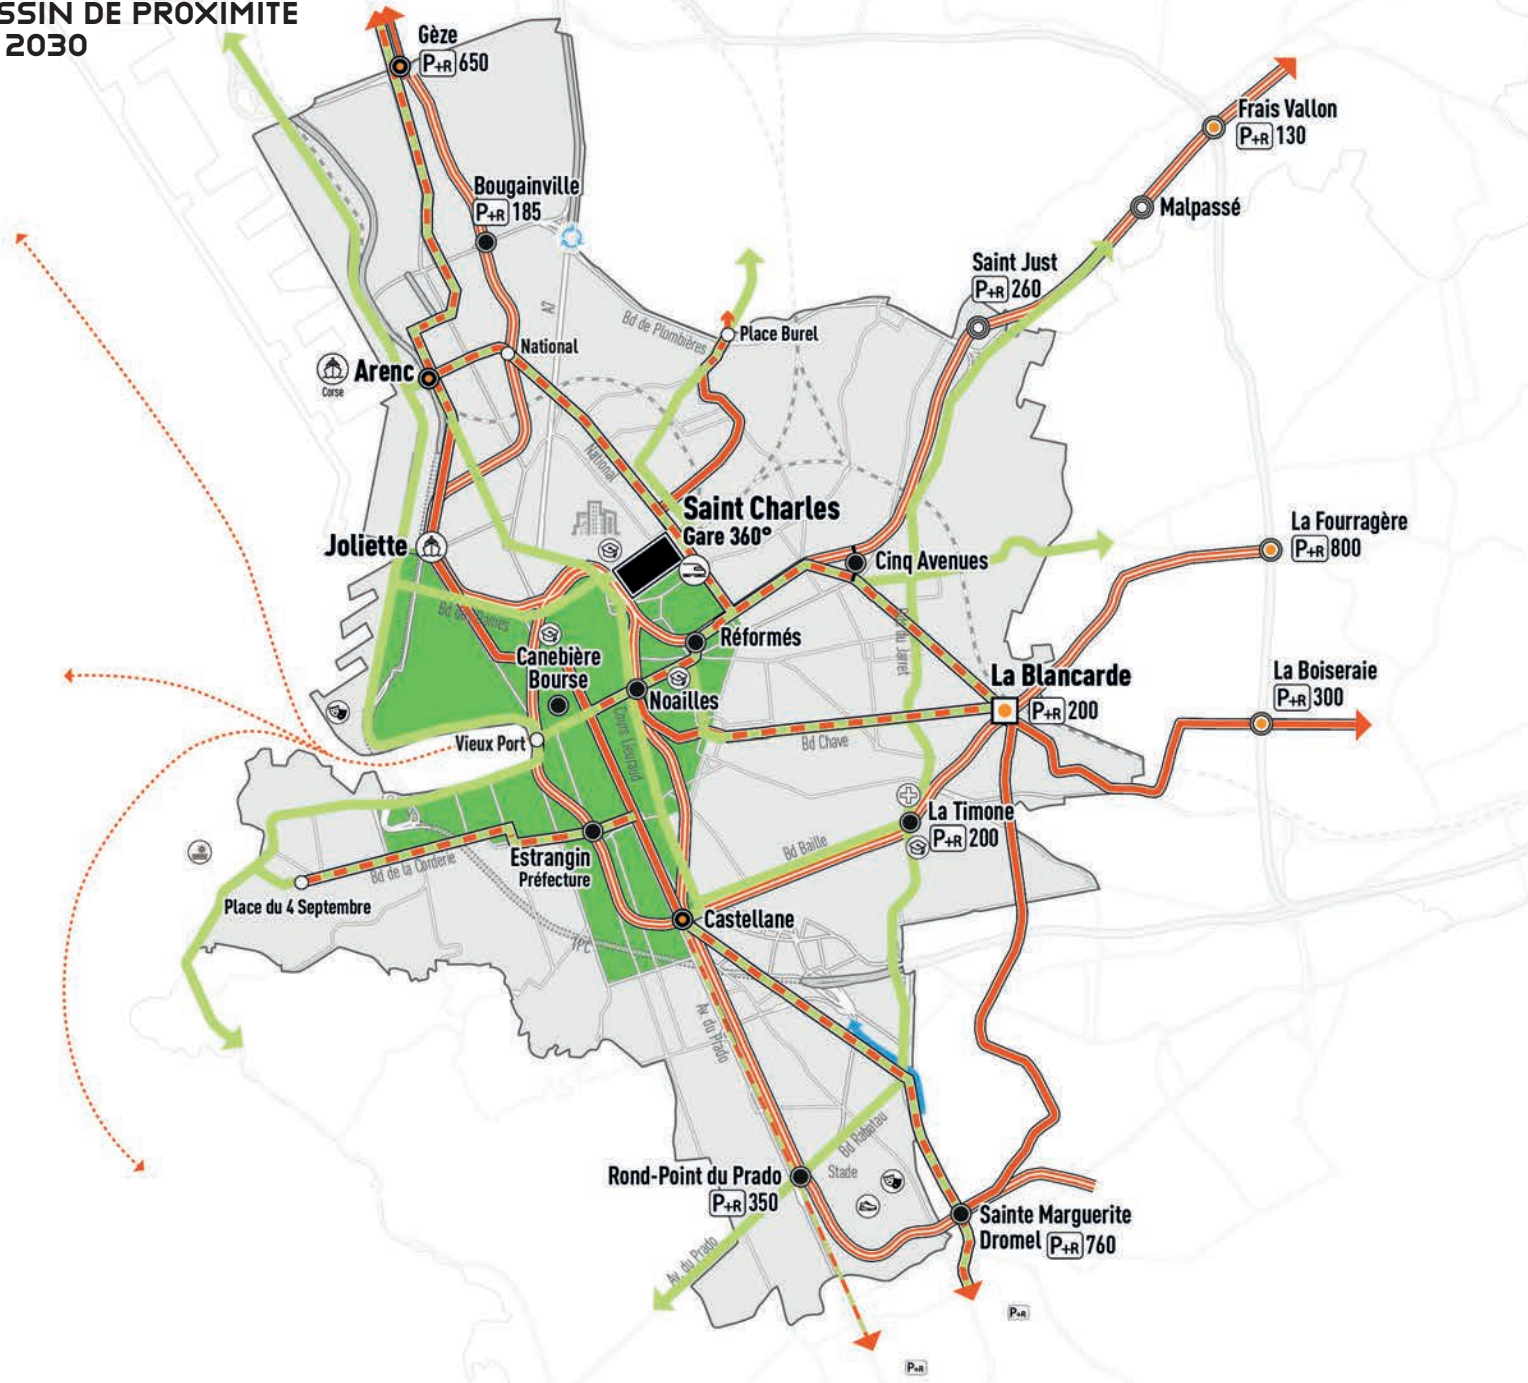 SSIN DE PROXIMITE
2030
Gèze
P+R 650
Frais Vallon
P+R 130
Bougainville
P+R 185
Malpassé
Saint Just
P+R 260
A7
Bd de Plombières
Place Burel
National
Arenc
Corse
National
Saint Charles
Gare 360°
La Fourragère
P+R 800
Joliette
Cinq Avenues
Réformés
Canebière
Bourse
La Blancarde
P+R 200
La Boiseraie
P+R 300
Noailles
Vieux Port
Cours Lieutaud
Bd Chave
La Timone
P+R 200
Bd Baille
Estrangin
Préfecture
Bd de la Corderie
Place du 4 Septembre
Castellane
TPC
Av. du Prado
Bd Rabatau
Rond-Point du Prado
P+R 350
Stade
Sainte Marguerite
Dromel P+R 760
Av. du Prado
P+R
P+R